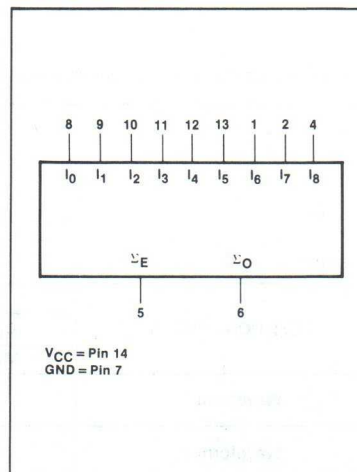 8 9 10 11 12 13 1 2 4
I0 I1 I2 I3 I4 I5 I6 I7 I8
ΣE ΣO
5 6
VCC = Pin 14
GND = Pin 7